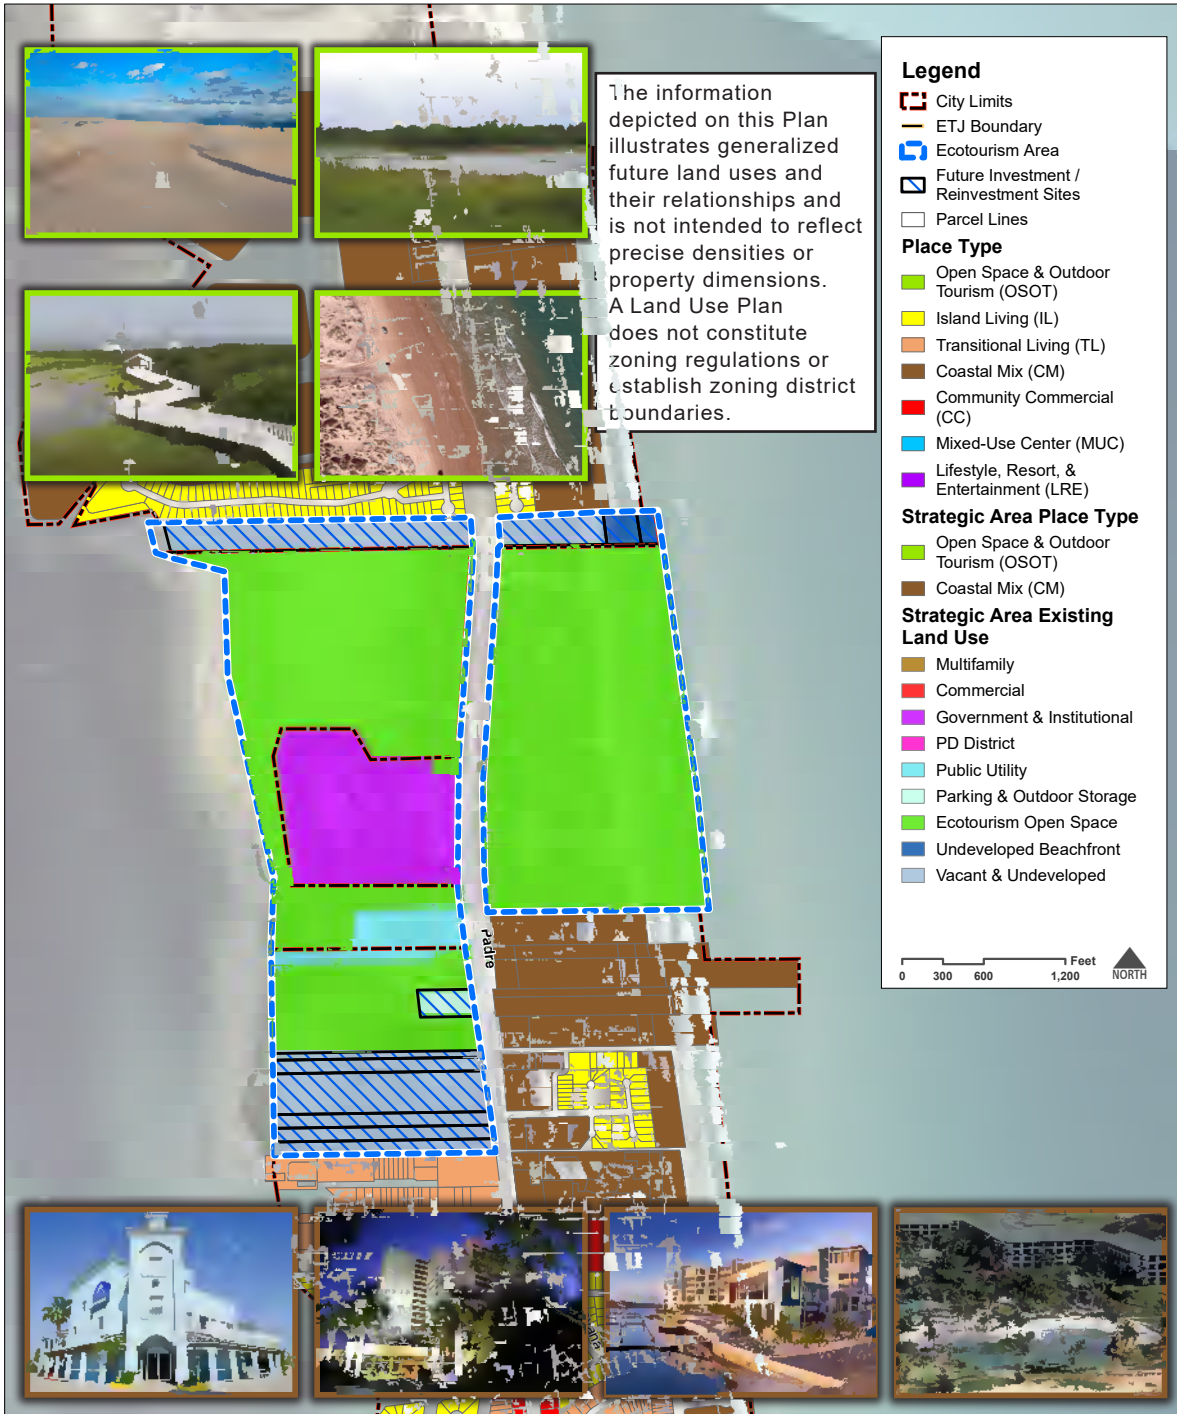 The information
depicted on this Plan
illustrates generalized
future land uses and
their relationships and
is not intended to reflect
precise densities or
property dimensions.
A Land Use Plan
does not constitute
zoning regulations or
establish zoning district
boundaries.
Legend
City Limits
ETJ Boundary
Ecotourism Area
Future Investment /
Reinvestment Sites
Parcel Lines
Place Type
Open Space & Outdoor
Tourism (OSOT)
Island Living (IL)
Transitional Living (TL)
Coastal Mix (CM)
Community Commercial
(CC)
Mixed-Use Center (MUC)
Lifestyle, Resort, &
Entertainment (LRE)
Strategic Area Place Type
Open Space & Outdoor
Tourism (OSOT)
Coastal Mix (CM)
Strategic Area Existing
Land Use
Multifamily
Commercial
Government & Institutional
PD District
Public Utility
Parking & Outdoor Storage
Ecotourism Open Space
Undeveloped Beachfront
Vacant & Undeveloped
Feet
0 300 600 1,200
NORTH
Padre